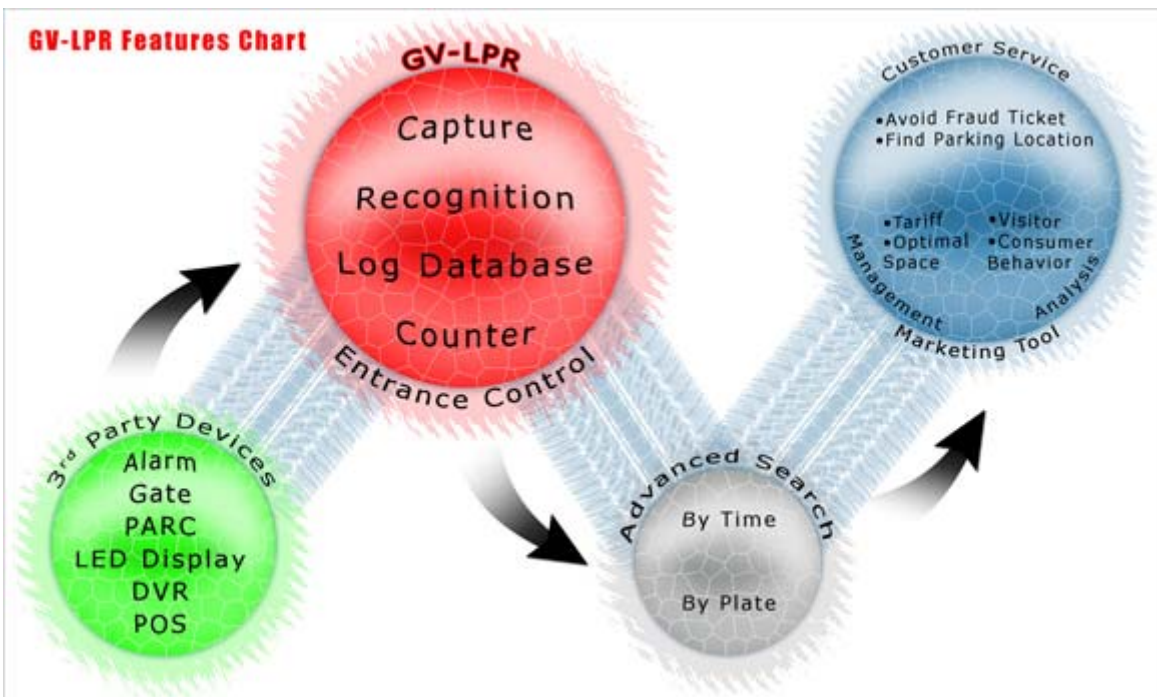 GV-LPR Features Chart
GV-LPR
Capture
Recognition
Log Database
Counter
Entrance Control
3rd Party Devices
Alarm
Gate
PARC
LED Display
DVR
POS
Advanced Search
By Time
By Plate
Customer Service
•Avoid Fraud Ticket
•Find Parking Location
•Tariff
•Optimal
Space
•Visitor
•Consumer
Behavior
Management
Analysis
Marketing Tool